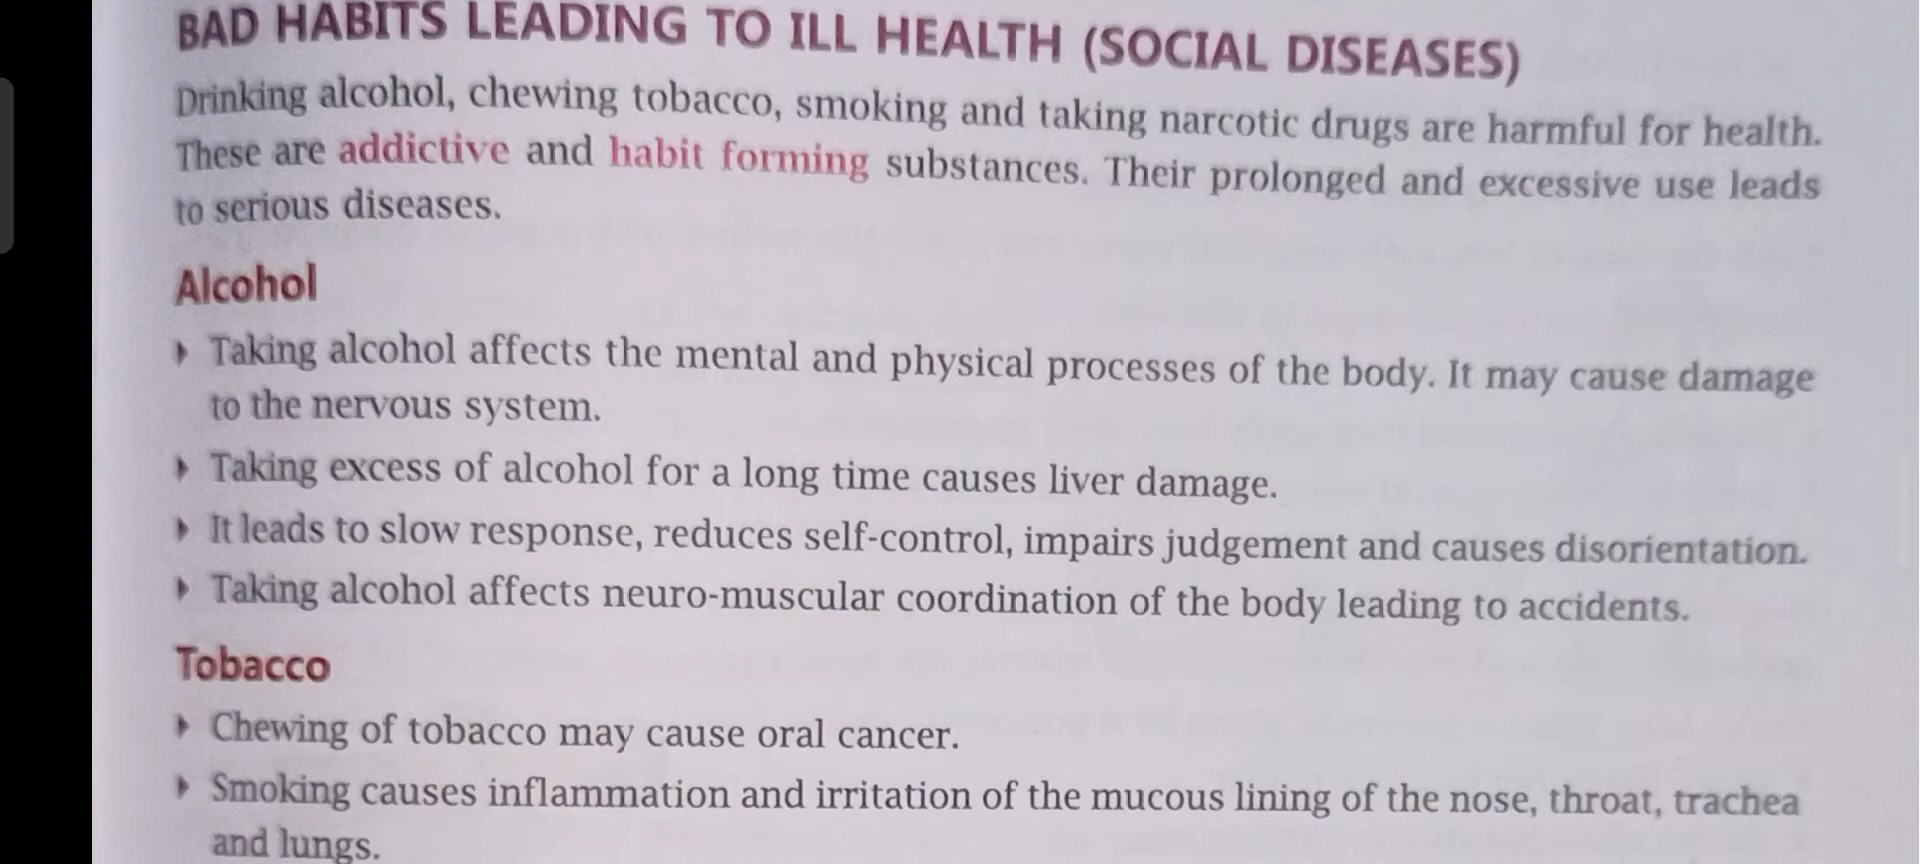 BAD HABITS LEADING TO ILL HEALTH (SOCIAL DISEASES)
Drinking alcohol, chewing tobacco, smoking and taking narcotic drugs are harmful for health.
These are addictive and habit forming substances. Their prolonged and excessive use leads
to serious diseases.
Alcohol
Taking alcohol affects the mental and physical processes of the body. It may cause damage
to the nervous system.
Taking excess of alcohol for a long time causes liver damage.
It leads to slow response, reduces self-control, impairs judgement and causes disorientation.
Taking alcohol affects neuro-muscular coordination of the body leading to accidents.
Tobacco
Chewing of tobacco may cause oral cancer.
Smoking causes inflammation and irritation of the mucous lining of the nose, throat, trachea
and lungs.